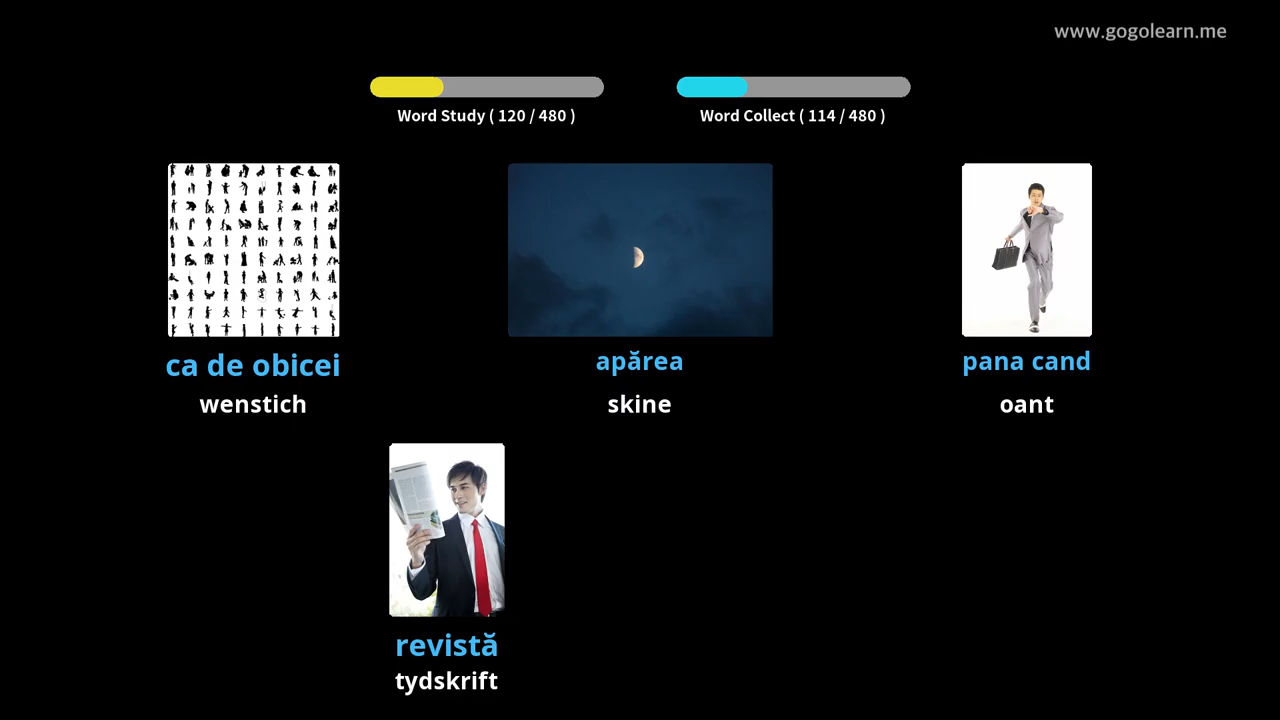 www.gogolearn.me
Word Study ( 120 / 480 )
Word Collect ( 114 / 480 )
ca de obicei
wenstich
apărea
skine
pana cand
oant
revistă
tydskrift